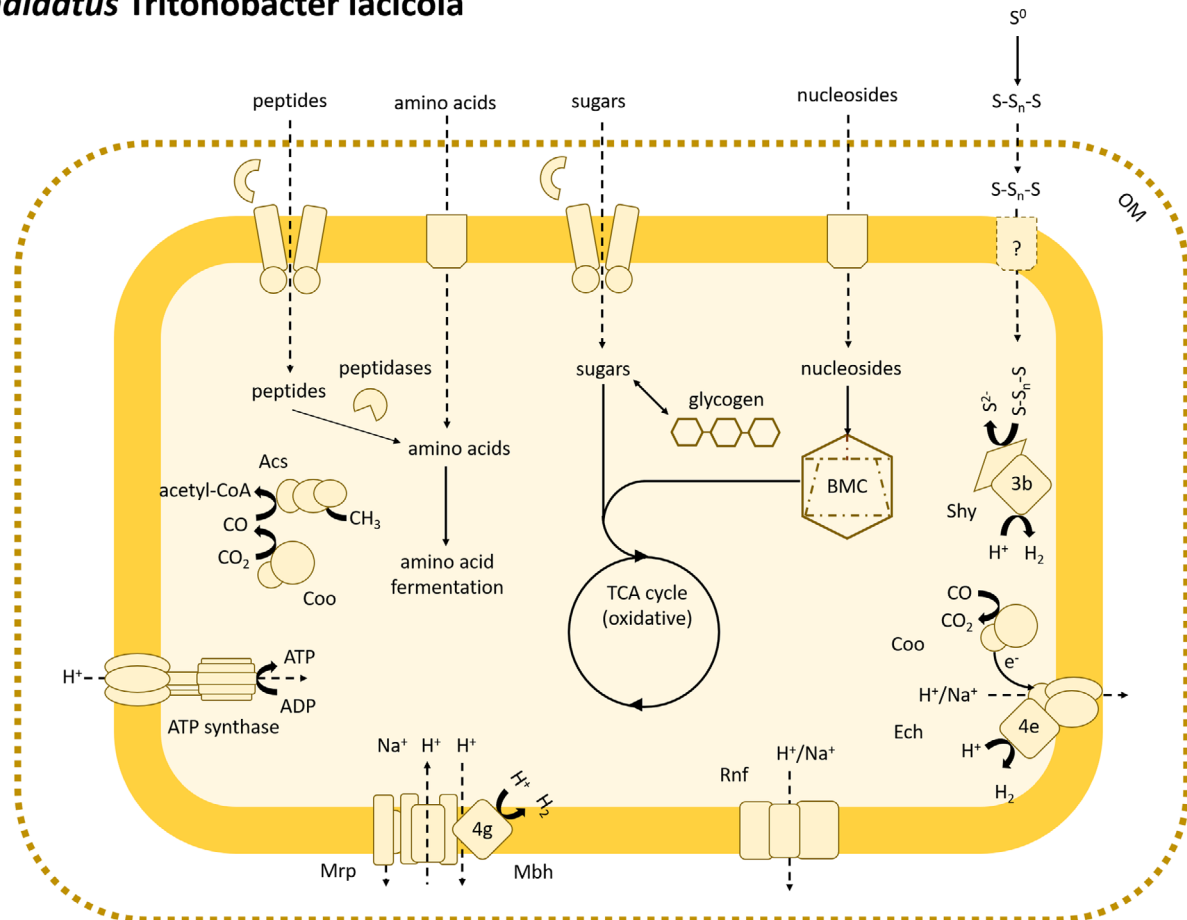 Tritonobacter lacicola
S⁰
peptides
amino acids
sugars
nucleosides
S-Sₙ-S
S-Sₙ-S
OM
?
peptidases
peptides
sugars
nucleosides
glycogen
S²⁻
S-Sₙ-S
amino acids
Acs
acetyl-CoA
CH₃
CO
CO₂
Coo
BMC
3b
Shy
H⁺
H₂
amino acid
fermentation
TCA cycle
(oxidative)
CO
CO₂
Coo
e⁻
H⁺
ATP
ADP
ATP synthase
H⁺/Na⁺
4e
Ech
H⁺
H₂
Na⁺
H⁺
H⁺
H⁺
H₂
4g
Mrp
Mbh
Rnf
H⁺/Na⁺